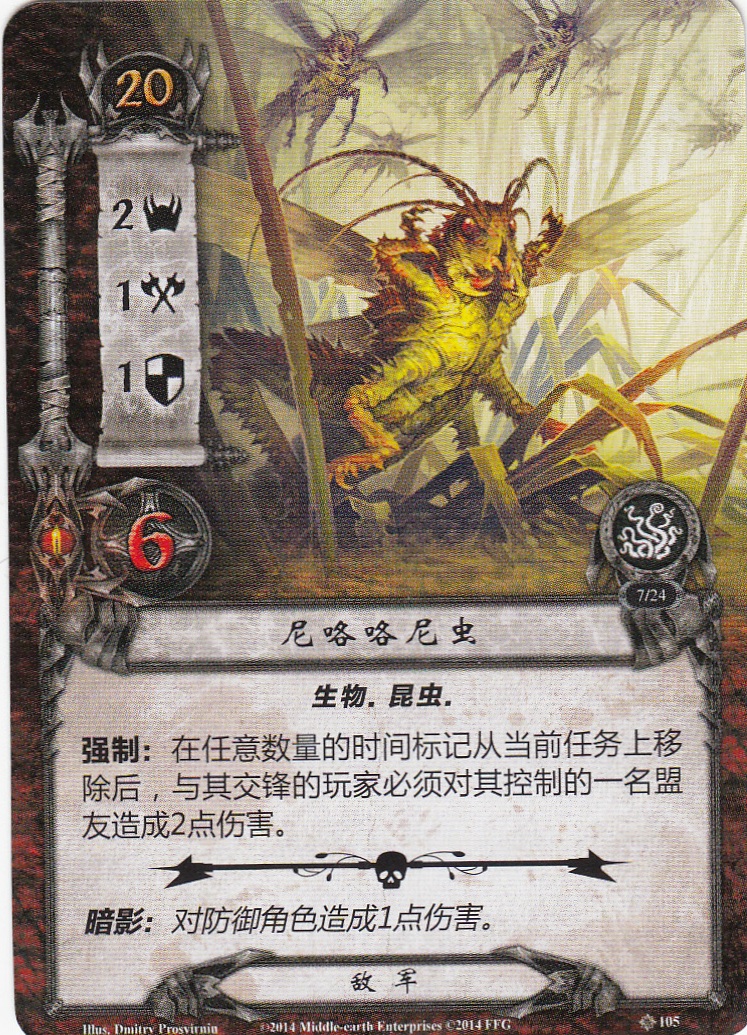 20
2
1
1
6
7/24
尼咯咯尼虫
生物. 昆虫.
强制：在任意数量的时间标记从当前任务上移
除后，与其交锋的玩家必须对其控制的一名盟
友造成2点伤害。
暗影：对防御角色造成1点伤害。
敌军
Illus. Dmitry Prosvirnin
©2014 Middle-earth Enterprises ©2014 FFG
105